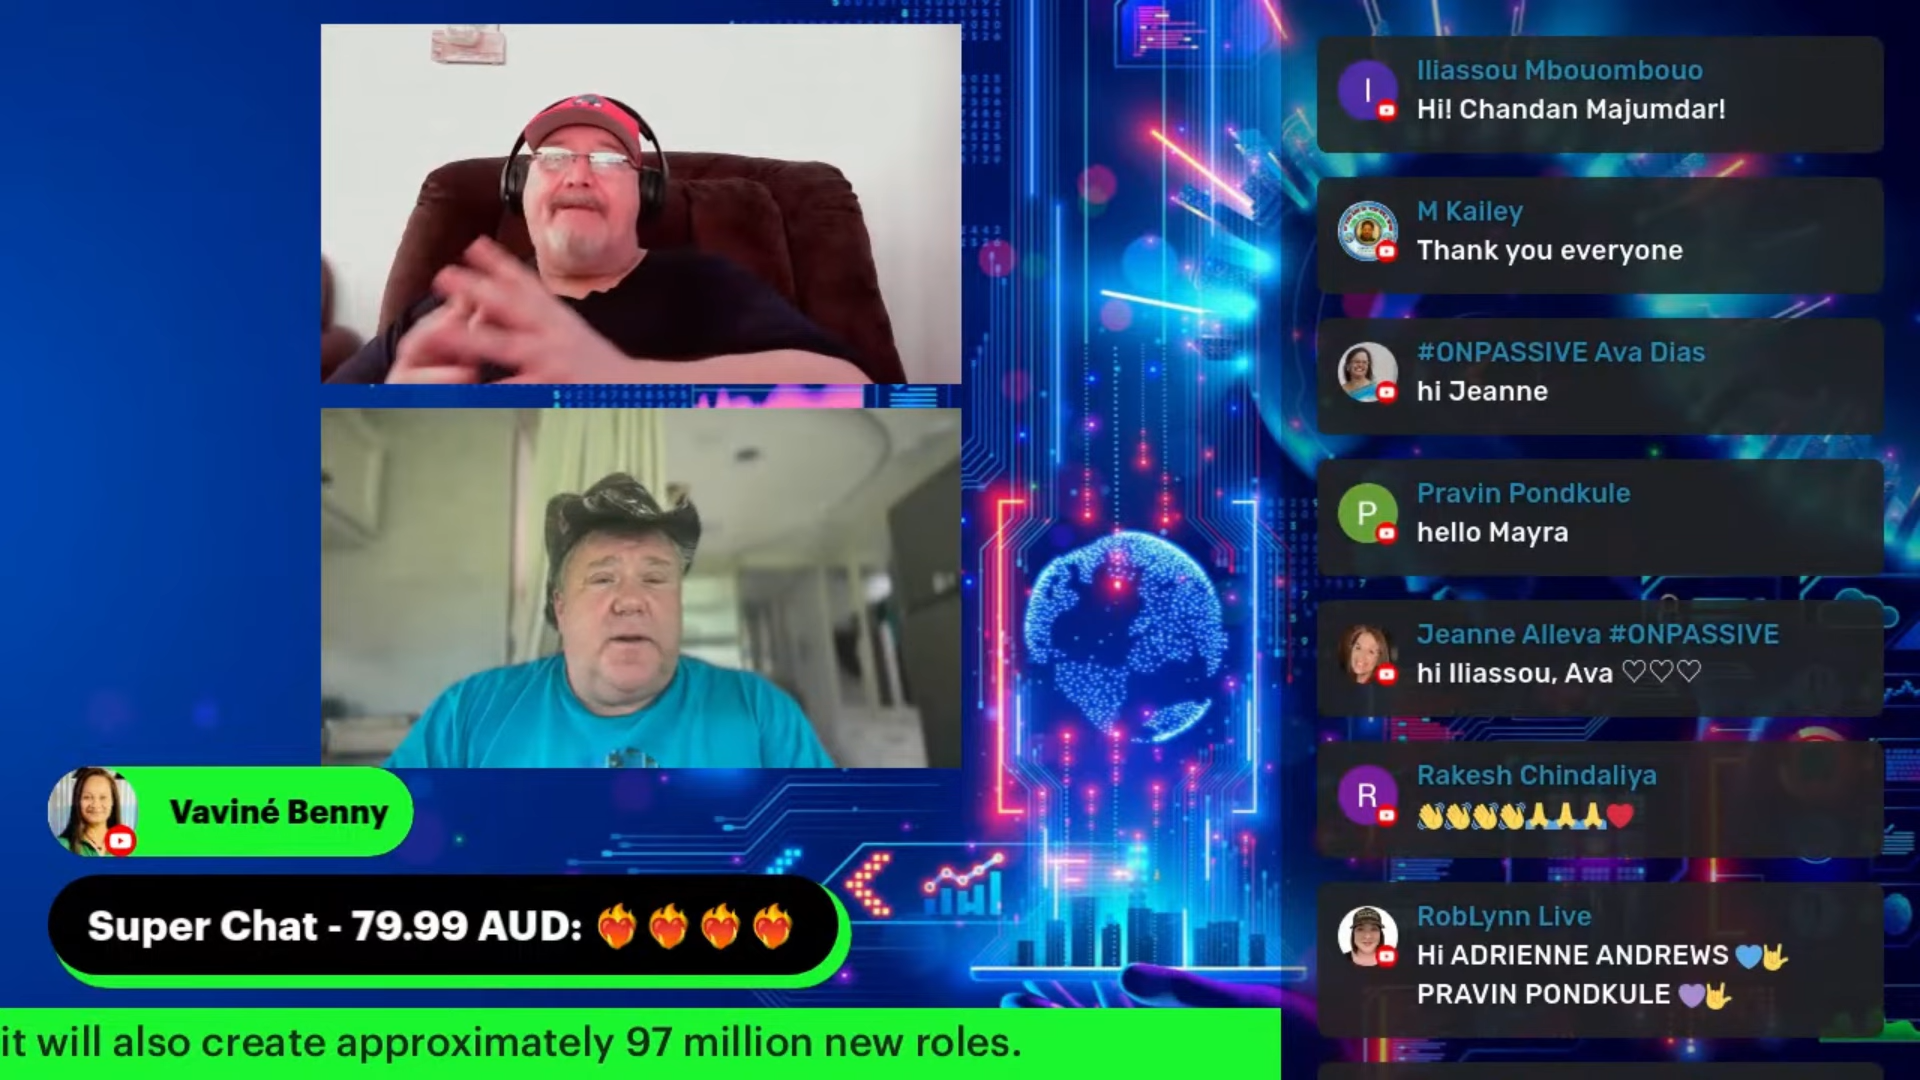 Vaviné Benny
Super Chat - 79.99 AUD: ❤️‍🔥❤️‍🔥❤️‍🔥❤️‍🔥
it will also create approximately 97 million new roles.
I
Iliassou Mbouombouo
Hi! Chandan Majumdar!
M Kailey
Thank you everyone
#ONPASSIVE Ava Dias
hi Jeanne
P
Pravin Pondkule
hello Mayra
Jeanne Alleva #ONPASSIVE
hi Iliassou, Ava ♡♡♡
R
Rakesh Chindaliya
👏👏👏👏🙏🙏🙏❤️
RobLynn Live
Hi ADRIENNE ANDREWS 💙🤟
PRAVIN PONDKULE 💜🤟